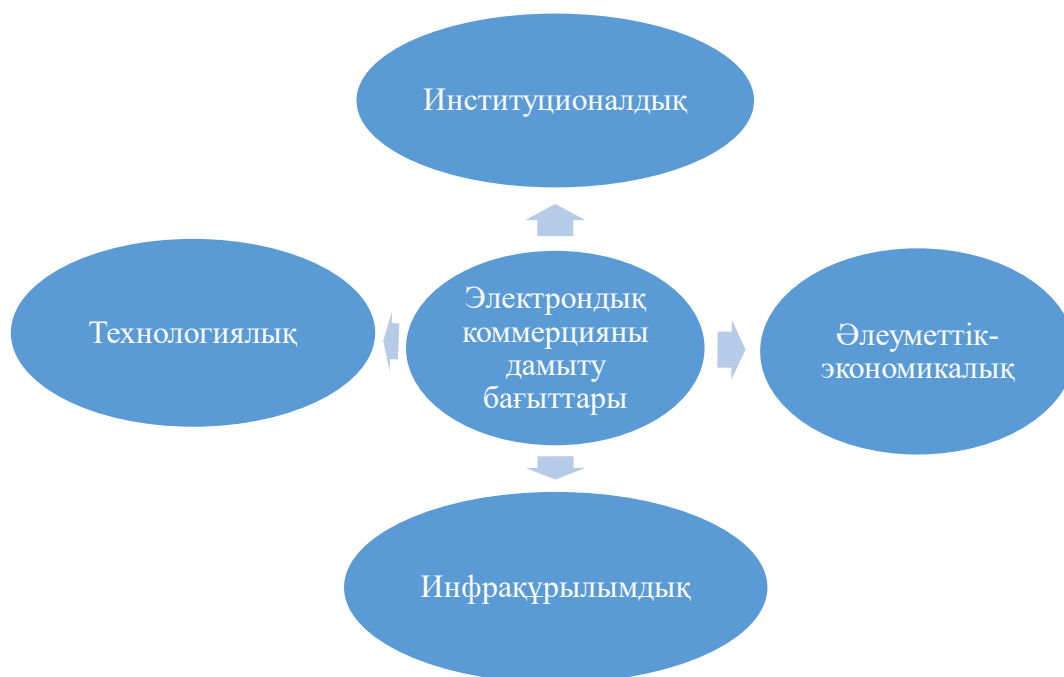 Институционалдық
Технологиялық
Электрондық
коммерцияны
дамыту
бағыттары
Әлеуметтік-
экономикалық
Инфрақұрылымдық